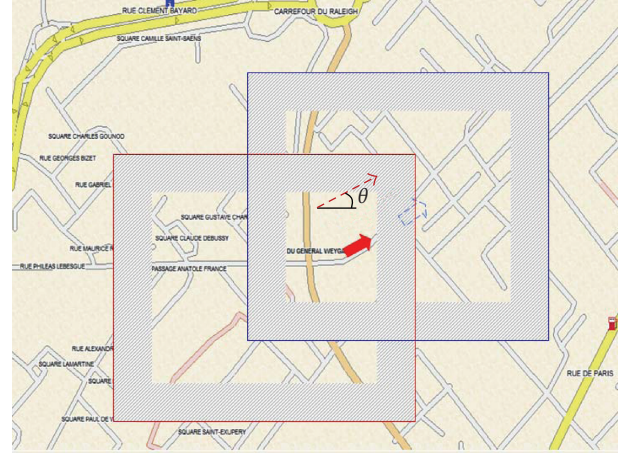 RUE CLEMENT BAYARD
CARREFOUR DU RALEIGH
SQUARE CAMILLE SAINT-SAENS
SQUARE CHARLES GOUNOD
RUE GEORGES BIZET
RUE GABRIEL
θ
SQUARE GUSTAVE CHAR
SQUARE CLAUDE DEBUSSY
RUE MAURICE R
DU GENERAL WEYG
RUE PHILEAS LEBESGUE
PASSAGE ANATOLE FRANCE
RUE ALEXAN
SQUARE LAMARTINE
RUE DE PARIS
SQUARE
SQUARE PAUL DE V
SQUARE SAINT-EXUPERY